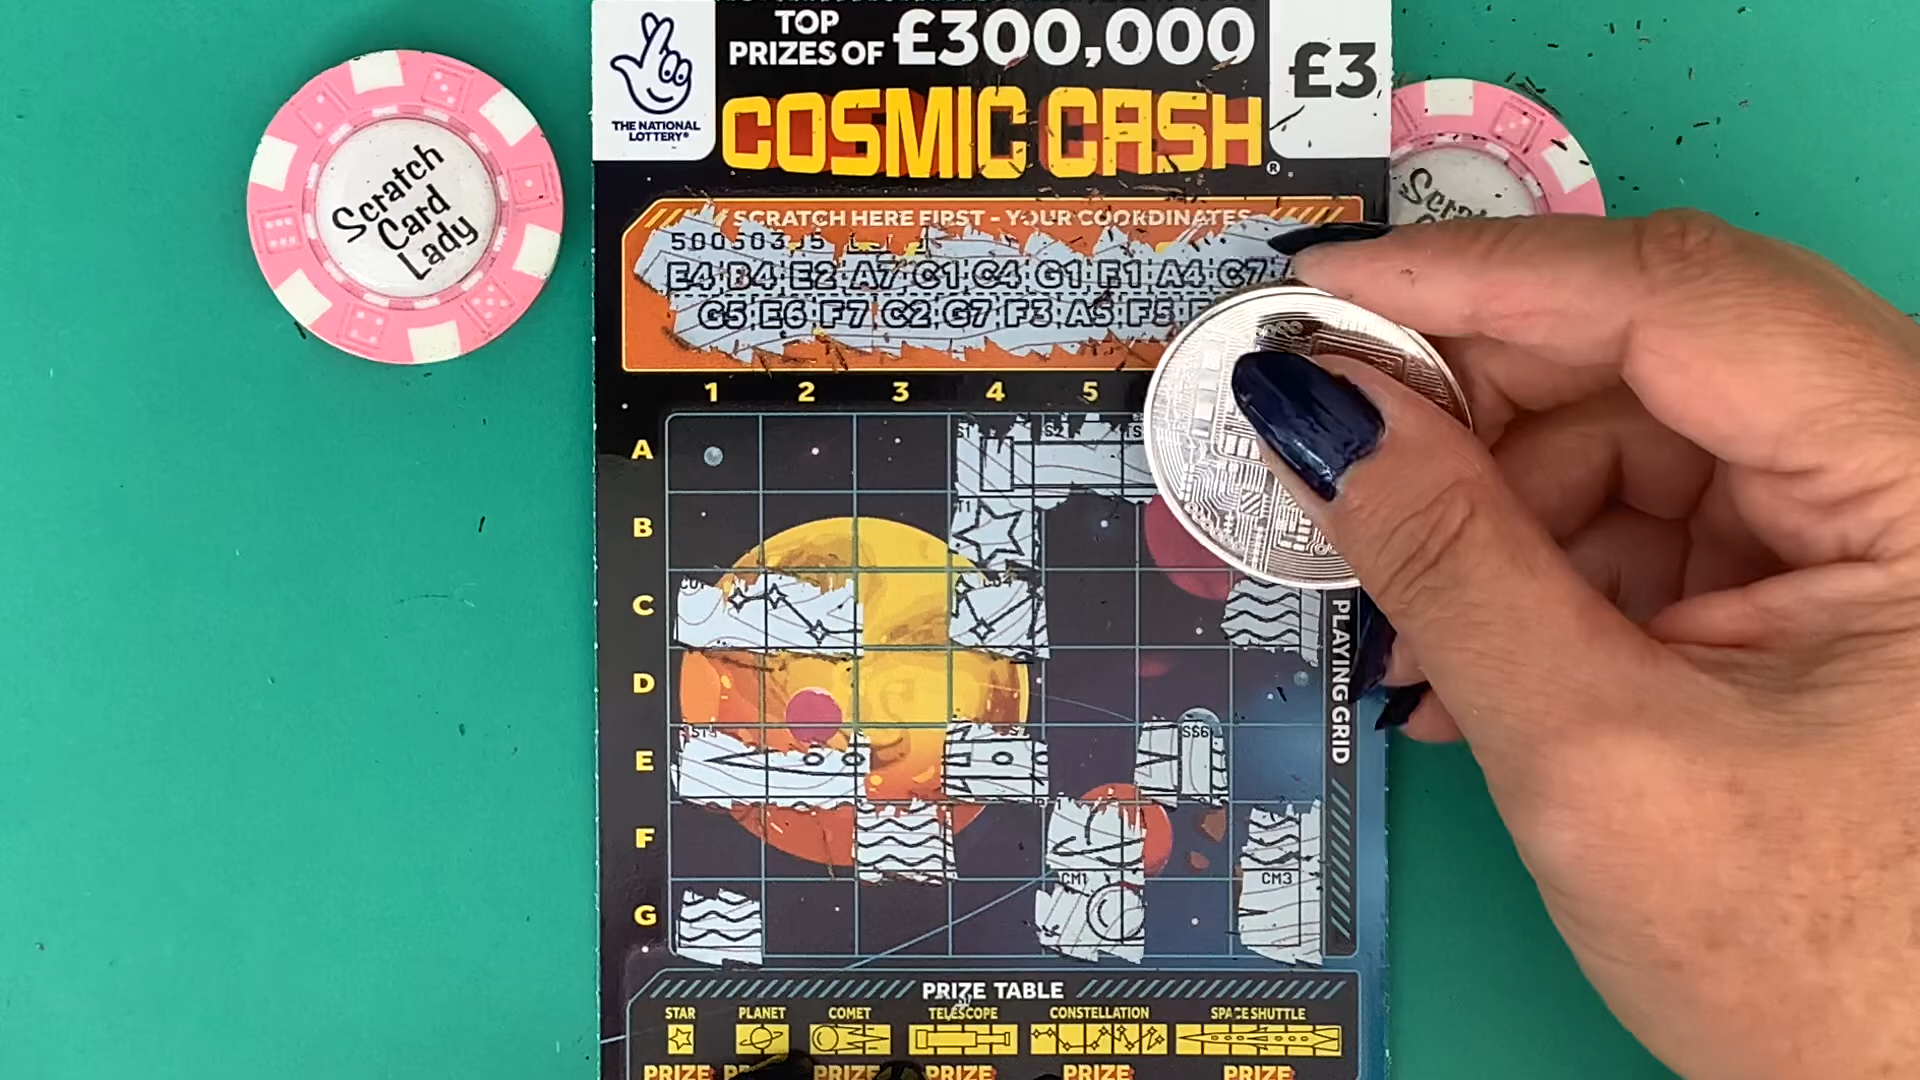 TOP
PRIZES OF £300,000
£3
THE NATIONAL
LOTTERY®
COSMIC CASH®
Scratch
Card
Lady
SCRATCH HERE FIRST - YOUR COORDINATES
E4 B4 E2 A7 C1 C4 G1 F1 A4 C7
G5 E6 F7 C2 G7 F3 A5 F5
1 2 3 4 5
A
B
C
D
E
SS6
F
CM1 CM3
G
PLAYING GRID
PRIZE TABLE
STAR PLANET COMET TELESCOPE CONSTELLATION SPACE SHUTTLE
PRIZE PRIZE PRIZE PRIZE PRIZE